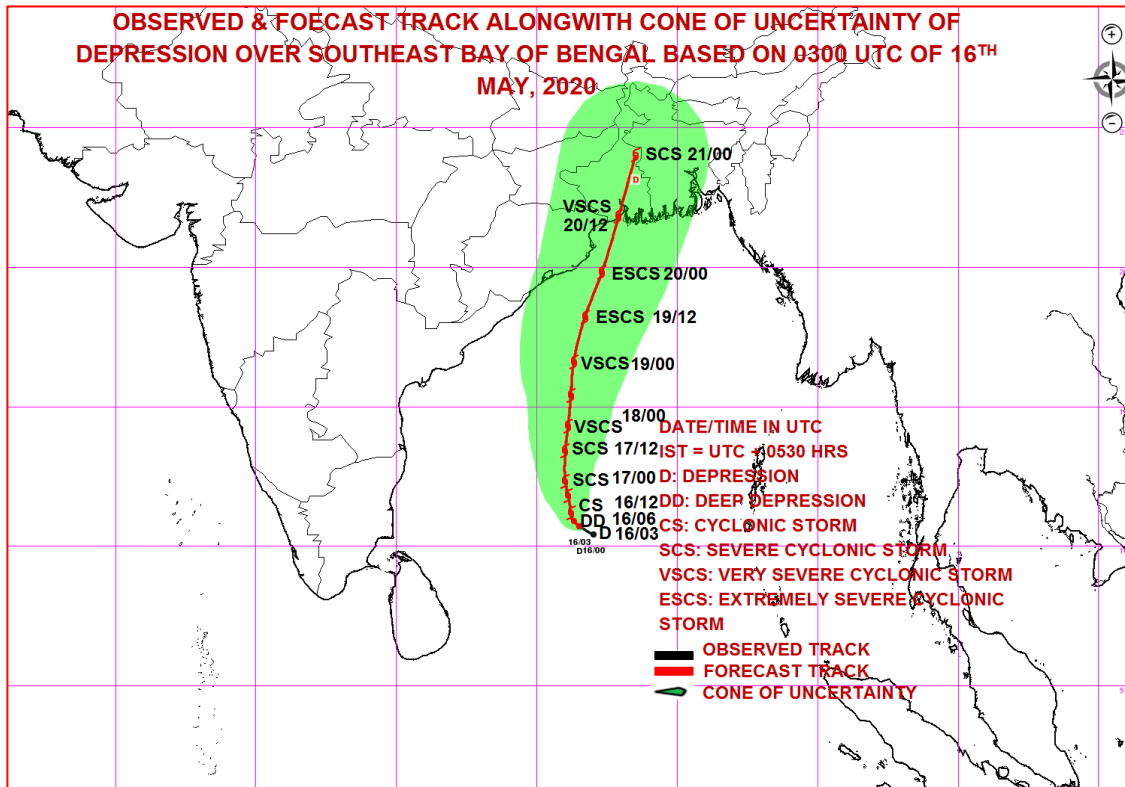 OBSERVED & FOECAST TRACK ALONGWITH CONE OF UNCERTAINTY OF
DEPRESSION OVER SOUTHEAST BAY OF BENGAL BASED ON 0300 UTC OF 16TH
MAY, 2020
SCS 21/00
D
VSCS
20/12
ESCS 20/00
ESCS 19/12
VSCS 19/00
VSCS 18/00
SCS 17/12
SCS 17/00
CS 16/12
DD 16/06
D 16/03
16/03
D16/00
DATE/TIME IN UTC
IST = UTC + 0530 HRS
D: DEPRESSION
DD: DEEP DEPRESSION
CS: CYCLONIC STORM
SCS: SEVERE CYCLONIC STORM
VSCS: VERY SEVERE CYCLONIC STORM
ESCS: EXTREMELY SEVERE CYCLONIC
STORM
OBSERVED TRACK
FORECAST TRACK
CONE OF UNCERTAINTY